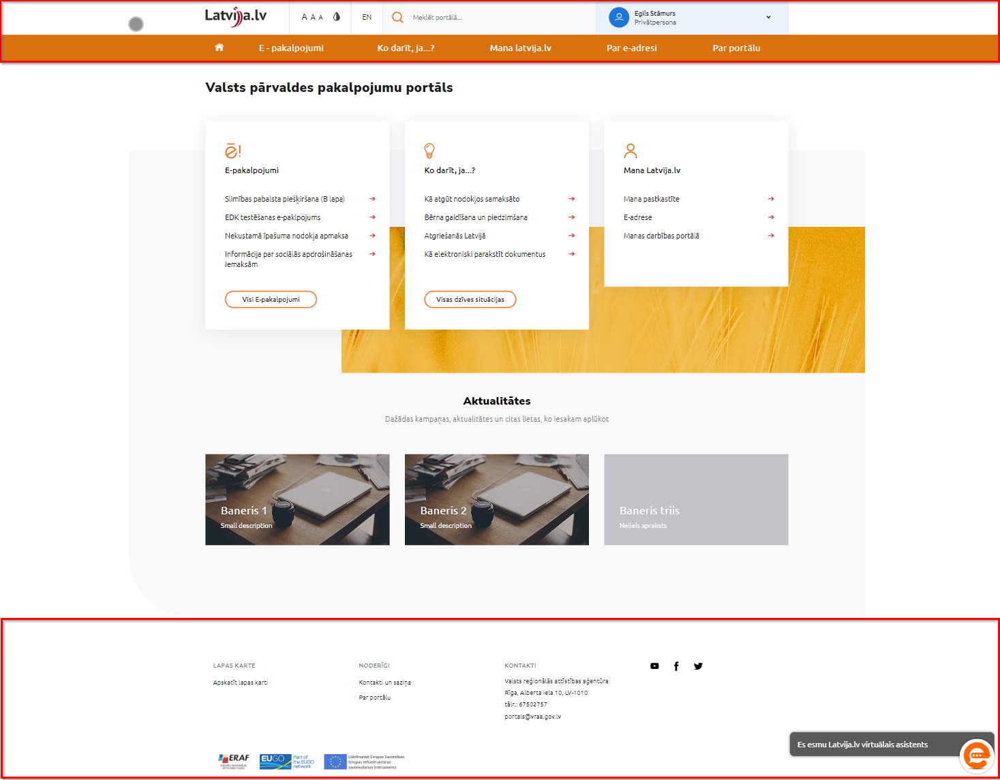 Latvija.lv
A A A
EN
Meklēt portālā...
Egils Stāmurs
Privātpersona
E - pakalpojumi
Ko darīt, ja...?
Mana latvija.lv
Par e-adresi
Par portālu
Valsts pārvaldes pakalpojumu portāls
ē!
E-pakalpojumi
Slimības pabalsta piešķiršana (B lapa)
EDK testēšanas e-paklpojums
Nekustamā īpašuma nodokļa apmaksa
Informācija par sociālās apdrošināšanas
iemaksām
Visi E-pakalpojumi
Ko darīt, ja...?
Kā atgūt nodokļos samaksāto
Bērna gaidīšana un piedzimšana
Atgriešanās Latvijā
Kā elektroniski parakstīt dokumentus
Visas dzīves situācijas
Mana Latvija.lv
Mana pastkastīte
E-adrese
Manas darbības portālā
Aktualitātes
Dažādas kampaņas, aktualitātes un citas lietas, ko iesakam aplūkot
Baneris 1
Small description
Baneris 2
Small description
Baneris triis
Neliels apraksts
LAPAS KARTE
Apskatīt lapas karti
NODERĪGI
Kontakti un saziņa
Par portālu
KONTAKTI
Valsts reģionālās attīstības aģentūra
Rīga, Alberta iela 10, LV-1010
tālr.: 67502757
portals@vraa.gov.lv
Es esmu Latvija.lv virtuālais asistents
ERAF
EIROPAS REĢIONĀLĀS
ATTĪSTĪBAS FONDS
EUGO
Part of
the EUGO
network
Līdzfinansē Eiropas Savienības
Eiropas infrastruktūras
savienošanas instruments